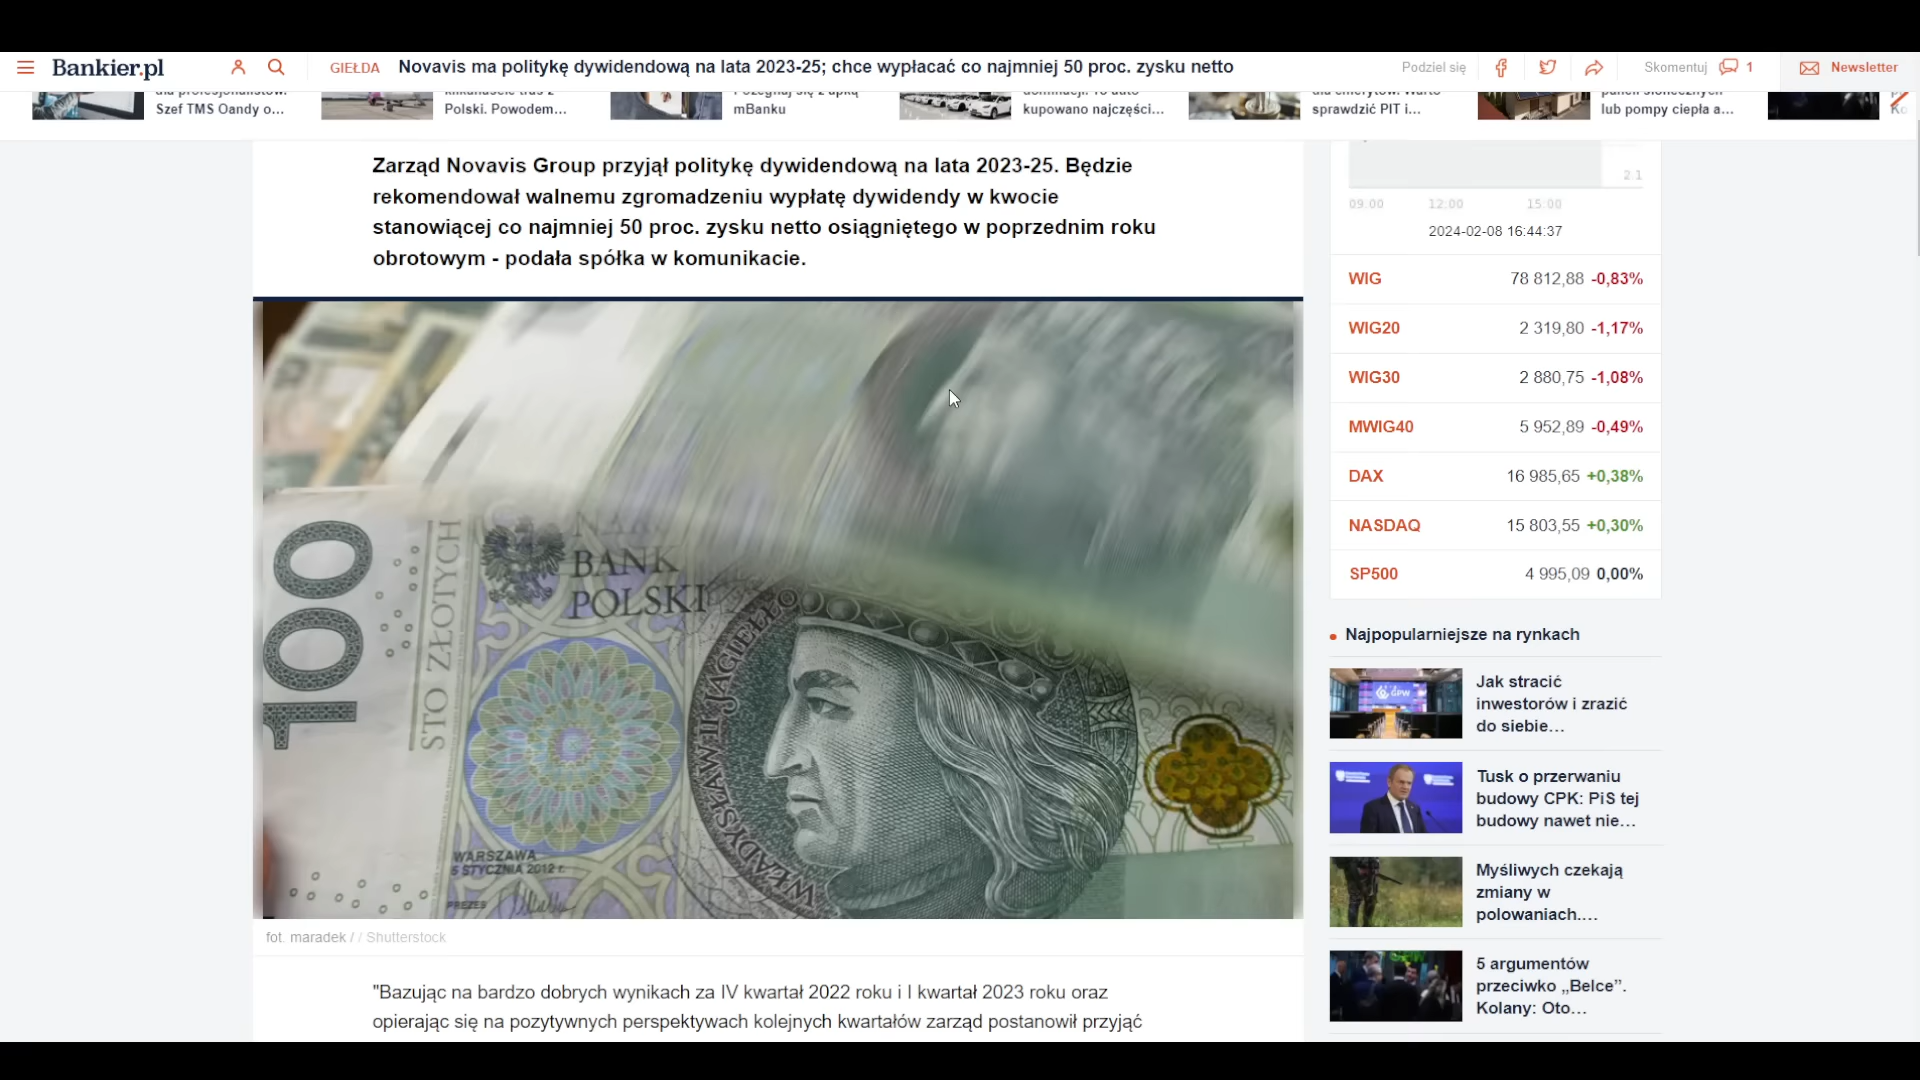 Bankier.pl
GIEŁDA
Novavis ma politykę dywidendową na lata 2023-25; chce wypłacać co najmniej 50 proc. zysku netto
Podziel się
Skomentuj
1
Newsletter
Szef TMS Oandy o...
Polski. Powodem...
mBanku
kupowano najczęści...
sprawdzić PIT i...
lub pompy ciepła a...
Zarząd Novavis Group przyjął politykę dywidendową na lata 2023-25. Będzie
rekomendował walnemu zgromadzeniu wypłatę dywidendy w kwocie
stanowiącej co najmniej 50 proc. zysku netto osiągniętego w poprzednim roku
obrotowym - podała spółka w komunikacie.
100
STO ZŁOTYCH
BANK
POLSKI
WŁADYSŁAW II JAGIEŁŁO
WARSZAWA
5 STYCZNIA 2012 r.
PREZES
fot. maradek / / Shutterstock
"Bazując na bardzo dobrych wynikach za IV kwartał 2022 roku i I kwartał 2023 roku oraz
opierając się na pozytywnych perspektywach kolejnych kwartałów zarząd postanowił przyjąć
2.1
09:00 12:00 15:00
2024-02-08 16:44:37
WIG 78 812,88 -0,83%
WIG20 2 319,80 -1,17%
WIG30 2 880,75 -1,08%
MWIG40 5 952,89 -0,49%
DAX 16 985,65 +0,38%
NASDAQ 15 803,55 +0,30%
SP500 4 995,09 0,00%
Najpopularniejsze na rynkach
GPW
Jak stracić
inwestorów i zrazić
do siebie...
Tusk o przerwaniu
budowy CPK: PiS tej
budowy nawet nie...
Myśliwych czekają
zmiany w
polowaniach....
5 argumentów
przeciwko „Belce”.
Kolany: Oto...